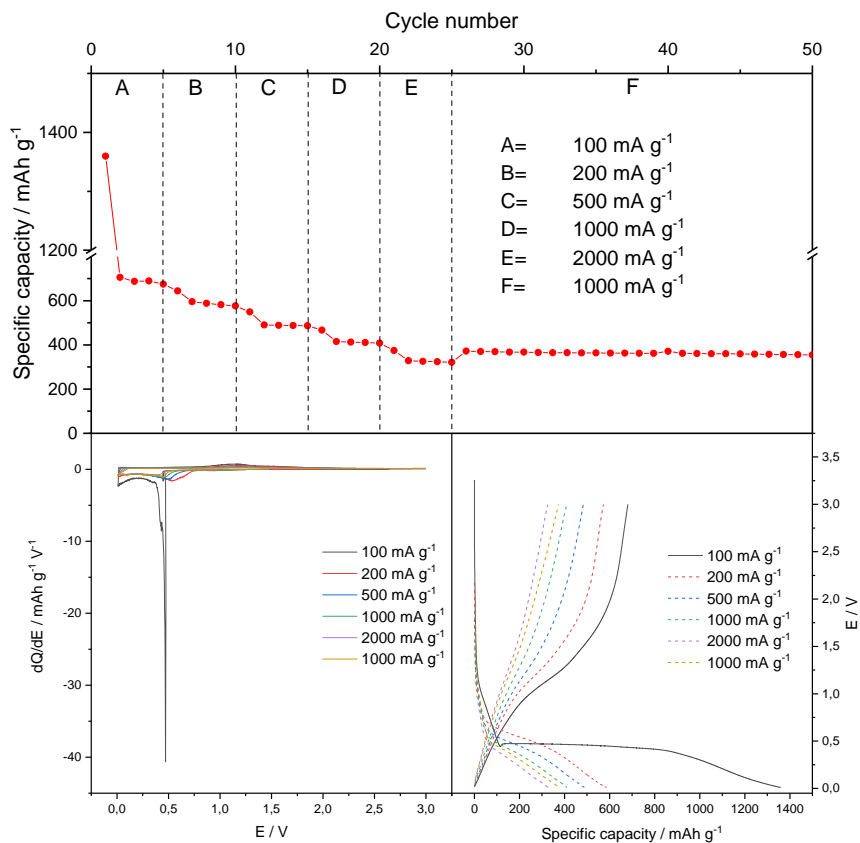 Cycle number
0 10 20 30 40 50
A B C D E F
Specific capacity / mAh g⁻¹
1400
1200
600
400
200
0
A= 100 mA g⁻¹
B= 200 mA g⁻¹
C= 500 mA g⁻¹
D= 1000 mA g⁻¹
E= 2000 mA g⁻¹
F= 1000 mA g⁻¹
dQ/dE / mAh g⁻¹ V⁻¹
0
-10
-20
-30
-40
100 mA g⁻¹
200 mA g⁻¹
500 mA g⁻¹
1000 mA g⁻¹
2000 mA g⁻¹
1000 mA g⁻¹
0,0 0,5 1,0 1,5 2,0 2,5 3,0
E / V
100 mA g⁻¹
200 mA g⁻¹
500 mA g⁻¹
1000 mA g⁻¹
2000 mA g⁻¹
1000 mA g⁻¹
3,5
3,0
2,5
2,0
1,5
1,0
0,5
0,0
E / V
0 200 400 600 800 1000 1200 1400
Specific capacity / mAh g⁻¹